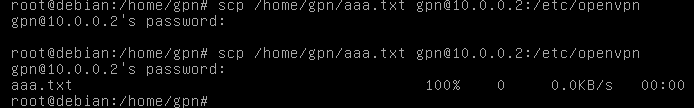 root@debian:/home/gpn# scp /home/gpn/aaa.txt gpn@10.0.0.2:/etc/openvpn
gpn@10.0.0.2's password:
root@debian:/home/gpn# scp /home/gpn/aaa.txt gpn@10.0.0.2:/etc/openvpn
gpn@10.0.0.2's password:
aaa.txt 100% 0 0.0KB/s 00:00
root@debian:/home/gpn#